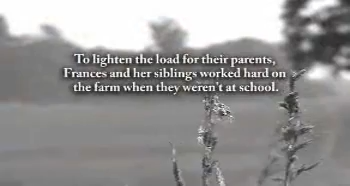 To lighten the load for their parents,
Frances and her siblings worked hard on
the farm when they weren't at school.